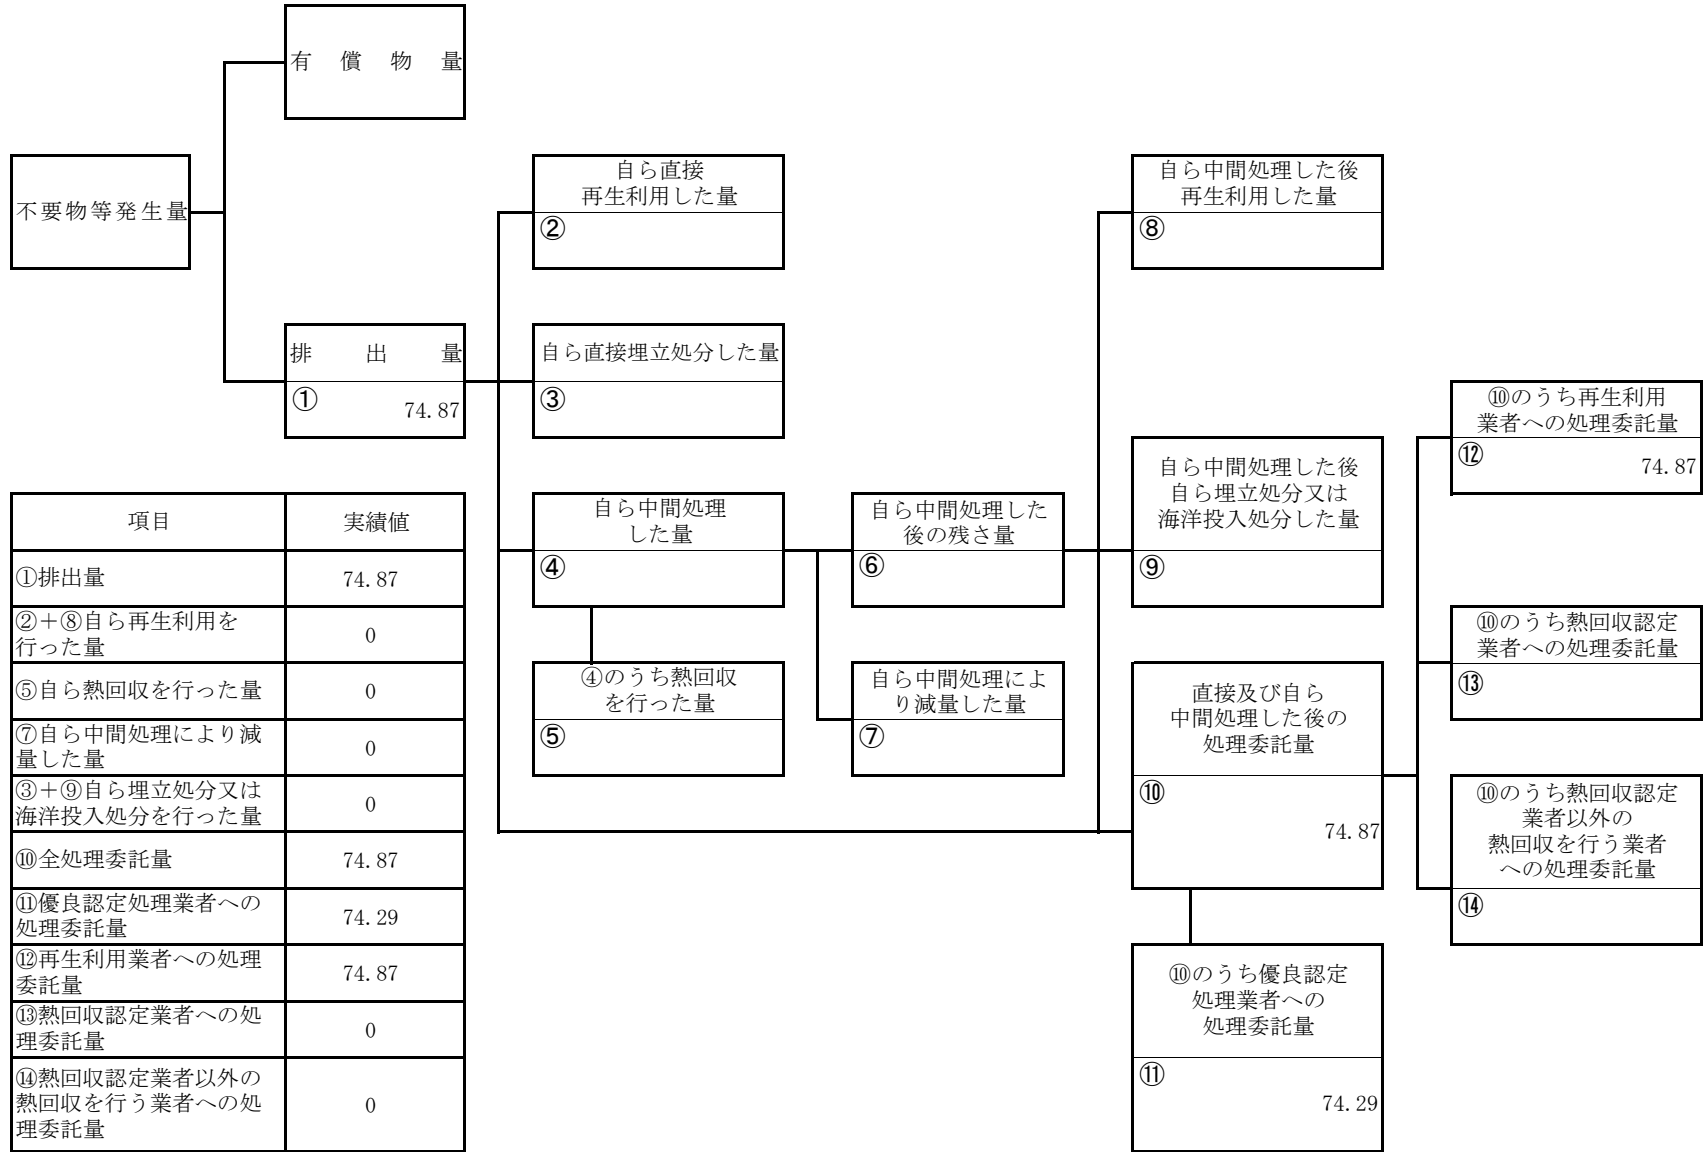 有償物量
不要物等発生量
排出量
①
74.87
自ら直接
再生利用した量
②
自ら直接埋立処分した量
③
自ら中間処理
した量
④
④のうち熱回収
を行った量
⑤
自ら中間処理した
後の残さ量
⑥
自ら中間処理によ
り減量した量
⑦
自ら中間処理した後
再生利用した量
⑧
自ら中間処理した後
自ら埋立処分又は
海洋投入処分した量
⑨
直接及び自ら
中間処理した後の
処理委託量
⑩
74.87
⑩のうち優良認定
処理業者への
処理委託量
⑪
74.29
⑩のうち再生利用
業者への処理委託量
⑫
74.87
⑩のうち熱回収認定
業者への処理委託量
⑬
⑩のうち熱回収認定
業者以外の
熱回収を行う業者
への処理委託量
⑭
項目 実績値
①排出量 74.87
②＋⑧自ら再生利用を
行った量 0
⑤自ら熱回収を行った量 0
⑦自ら中間処理により減
量した量 0
③＋⑨自ら埋立処分又は
海洋投入処分を行った量 0
⑩全処理委託量 74.87
⑪優良認定処理業者への
処理委託量 74.29
⑫再生利用業者への処理
委託量 74.87
⑬熱回収認定業者への処
理委託量 0
⑭熱回収認定業者以外の
熱回収を行う業者への処
理委託量 0